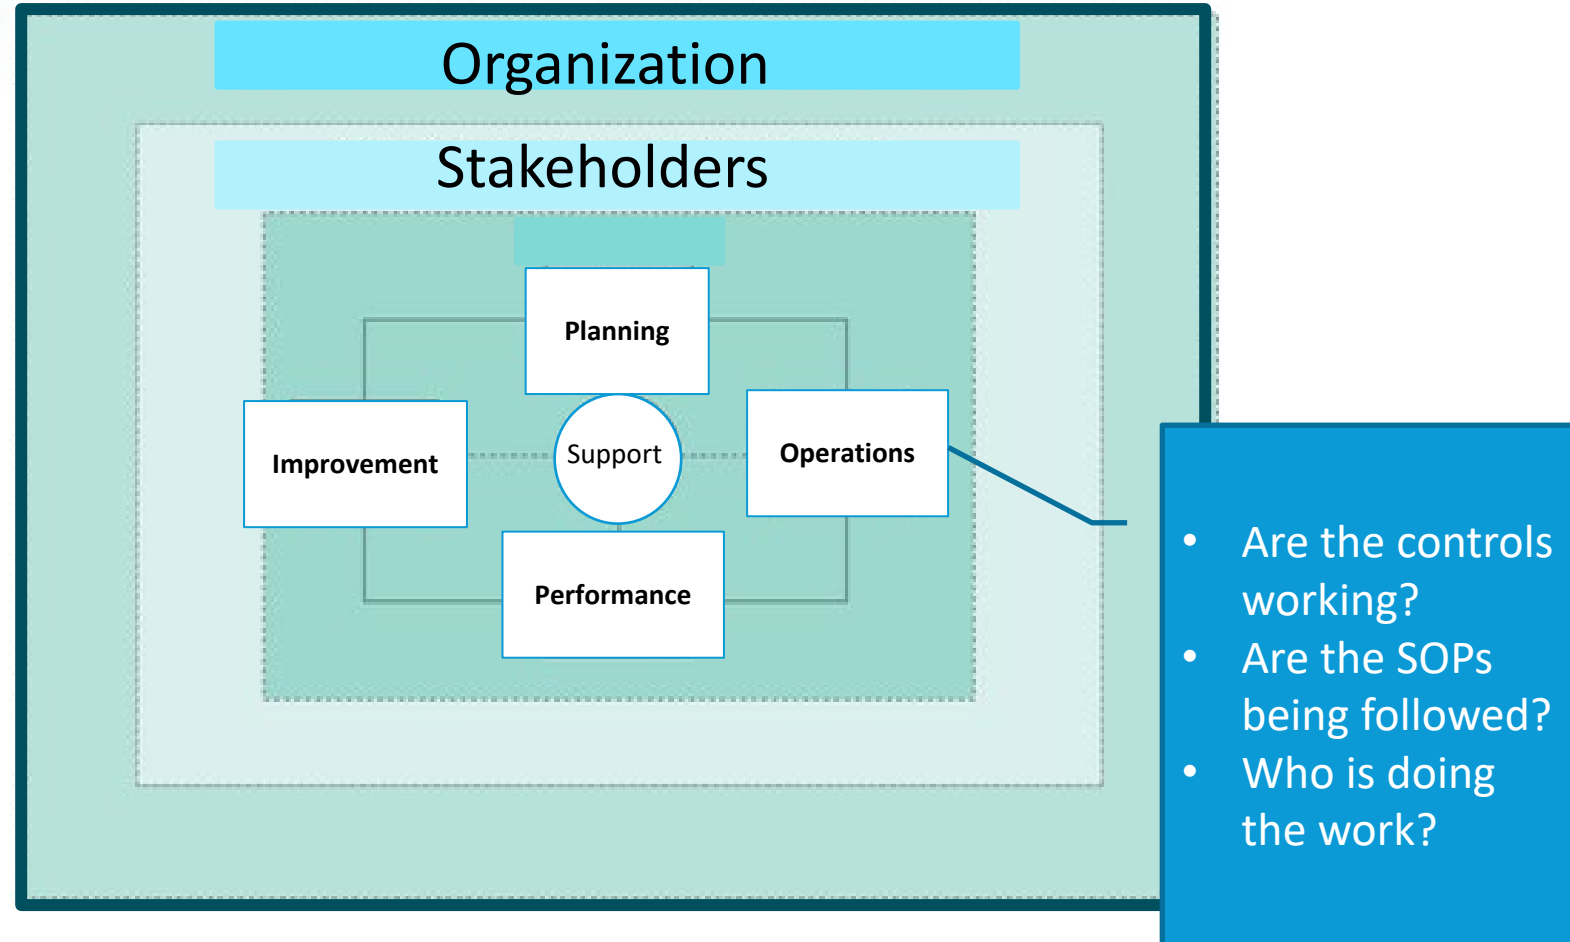 Organization
Stakeholders
Planning
Improvement
Support
Operations
Performance
• Are the controls
working?
• Are the SOPs
being followed?
• Who is doing
the work?